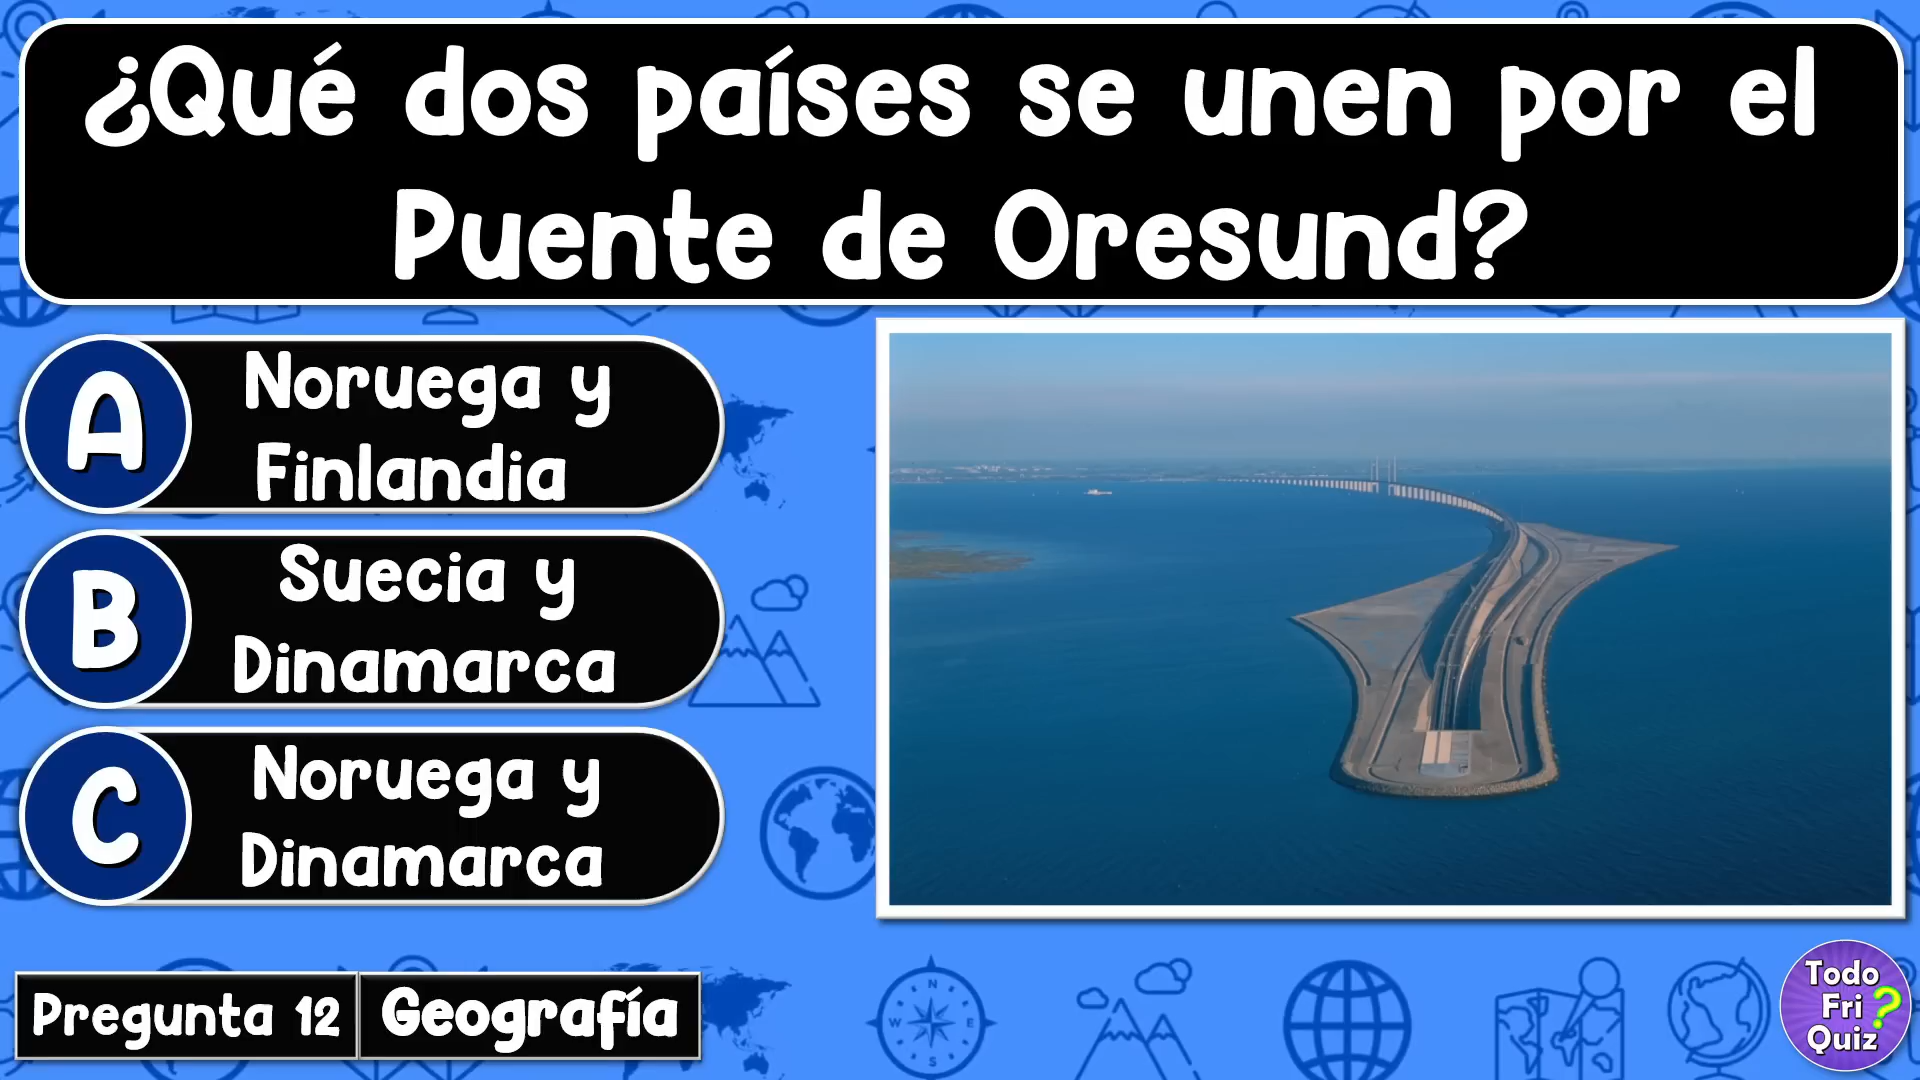 ¿Qué dos países se unen por el
Puente de Oresund?
A
Noruega y
Finlandia
B
Suecia y
Dinamarca
C
Noruega y
Dinamarca
Pregunta 12
Geografía
N
W
E
S
Todo
Fri
Quiz
?